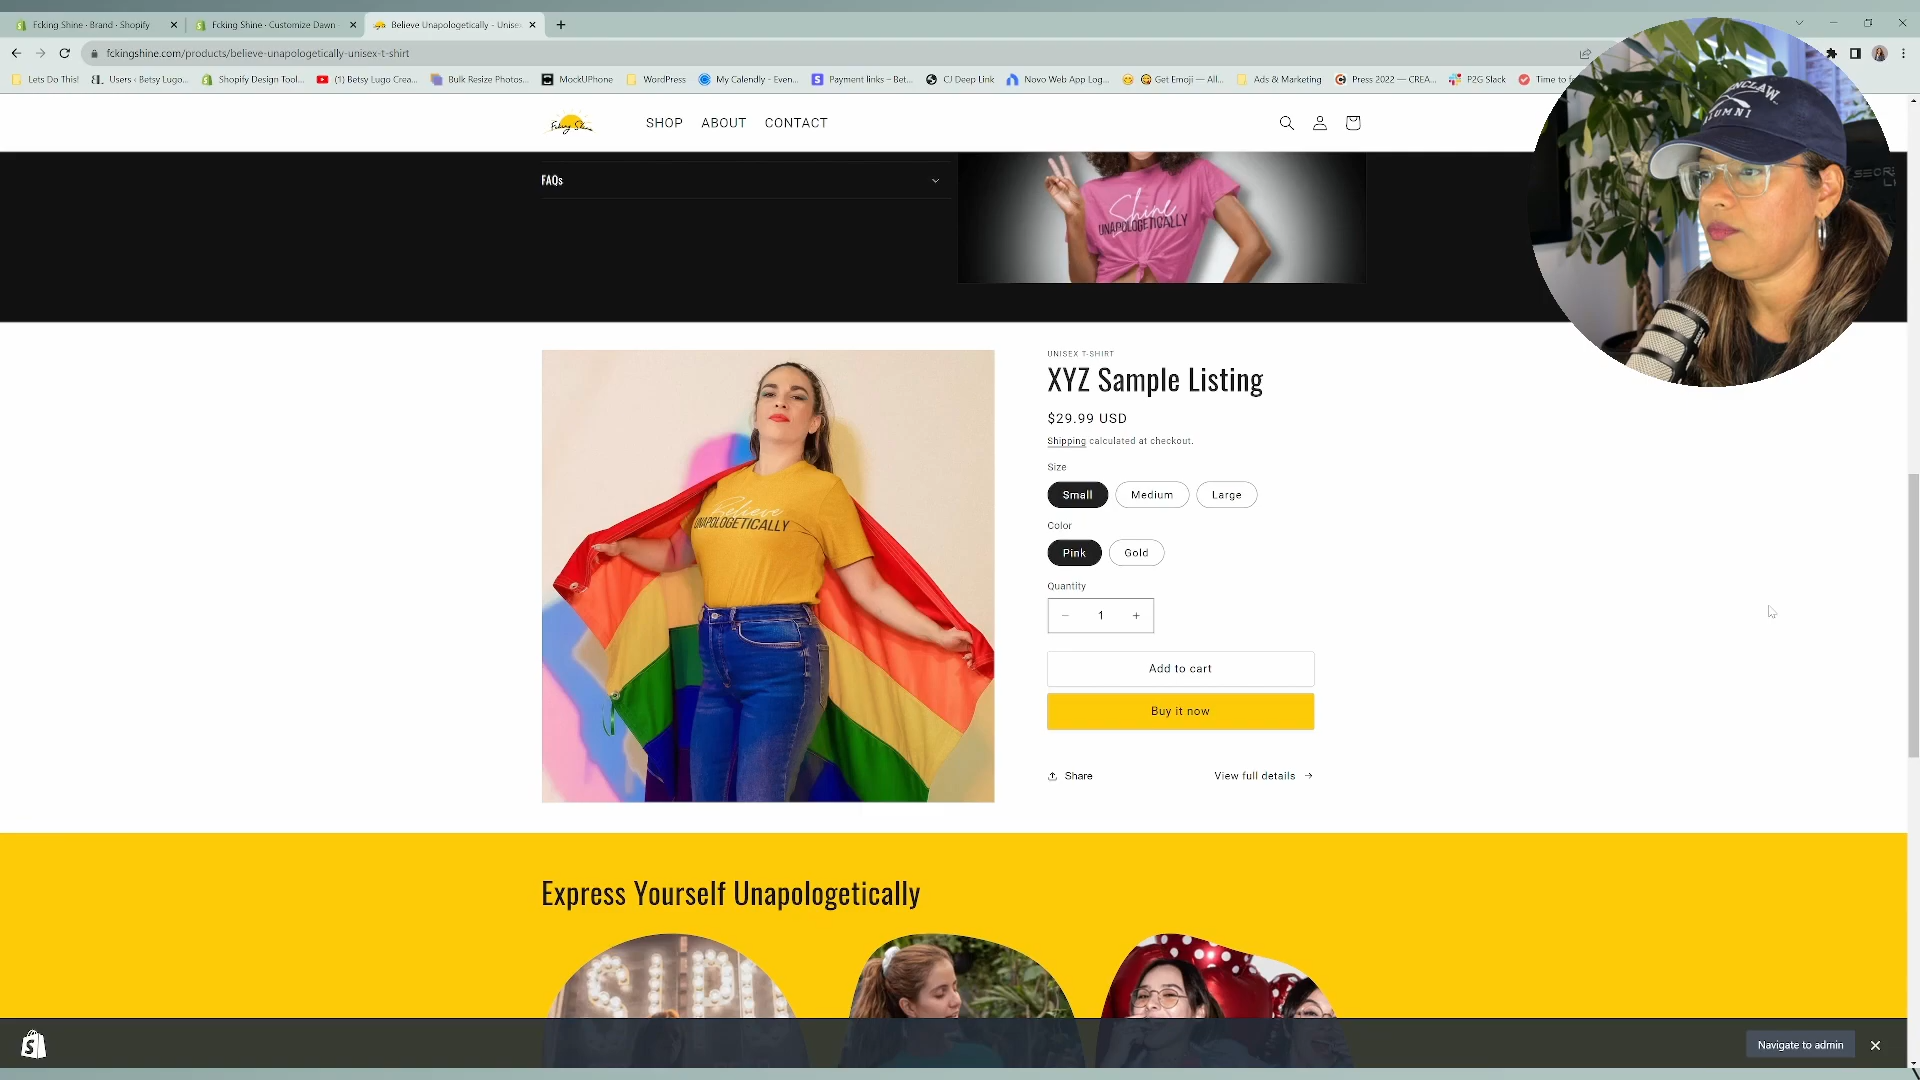 Fcking Shine · Brand · Shopify
Fcking Shine · Customize Dawn
Believe Unapologetically - Unise
fckingshine.com/products/believe-unapologetically-unisex-t-shirt
Lets Do This!
Users ‹ Betsy Lugo...
Shopify Design Tool...
(1) Betsy Lugo Crea...
Bulk Resize Photos...
MockUPhone
WordPress
My Calendly - Even...
Payment links – Bet...
CJ Deep Link
Novo Web App Log...
Get Emoji — All...
Ads & Marketing
Press 2022 — CREA...
P2G Slack
Time to
Fcking Shine
SHOP
ABOUT
CONTACT
ALUMNI
FAQs
Shine
UNAPOLOGETICALLY
UNISEX T-SHIRT
XYZ Sample Listing
$29.99 USD
Shipping calculated at checkout.
Size
Small
Medium
Large
Color
Pink
Gold
Quantity
− 1 +
Believe
UNAPOLOGETICALLY
Add to cart
Buy it now
Share
View full details →
Express Yourself Unapologetically
Navigate to admin